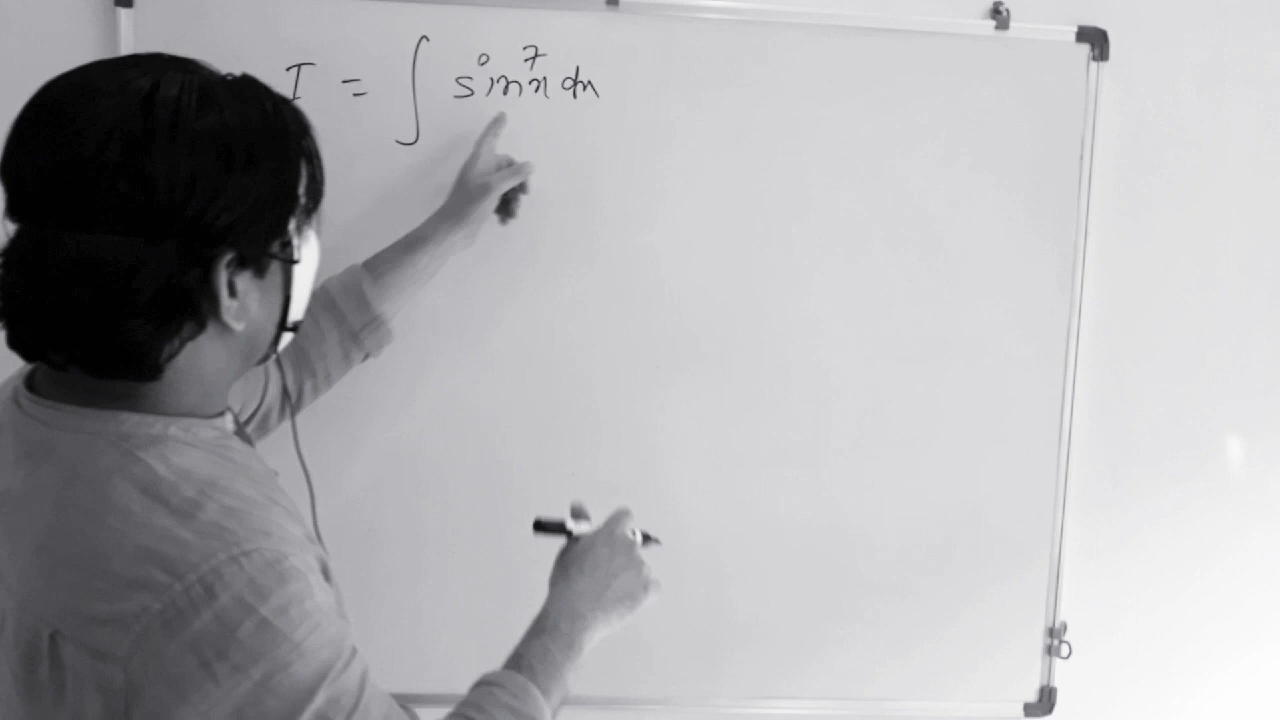 I = ∫ sin⁷x dx